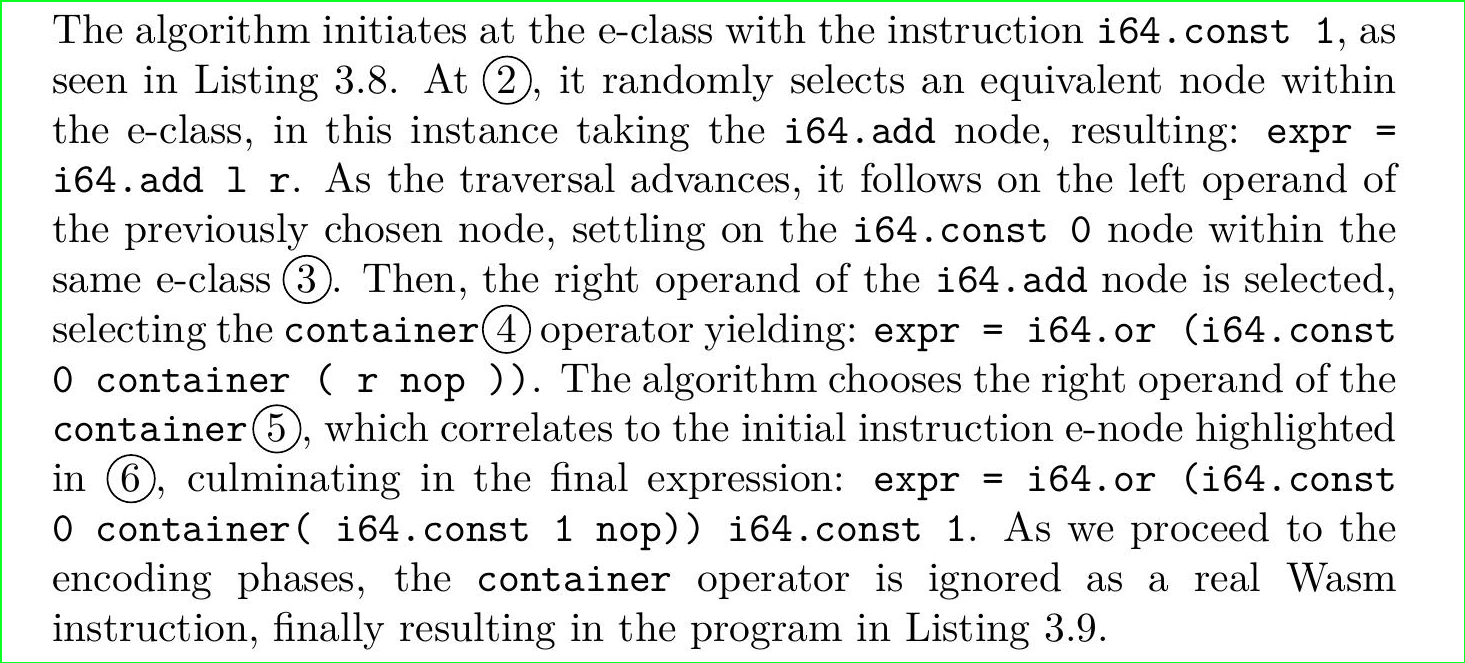 The algorithm initiates at the e-class with the instruction i64.const 1, as
seen in Listing 3.8. At ②, it randomly selects an equivalent node within
the e-class, in this instance taking the i64.add node, resulting: expr =
i64.add l r. As the traversal advances, it follows on the left operand of
the previously chosen node, settling on the i64.const 0 node within the
same e-class ③. Then, the right operand of the i64.add node is selected,
selecting the container④ operator yielding: expr = i64.or (i64.const
0 container ( r nop )). The algorithm chooses the right operand of the
container⑤, which correlates to the initial instruction e-node highlighted
in ⑥, culminating in the final expression: expr = i64.or (i64.const
0 container( i64.const 1 nop)) i64.const 1. As we proceed to the
encoding phases, the container operator is ignored as a real Wasm
instruction, finally resulting in the program in Listing 3.9.